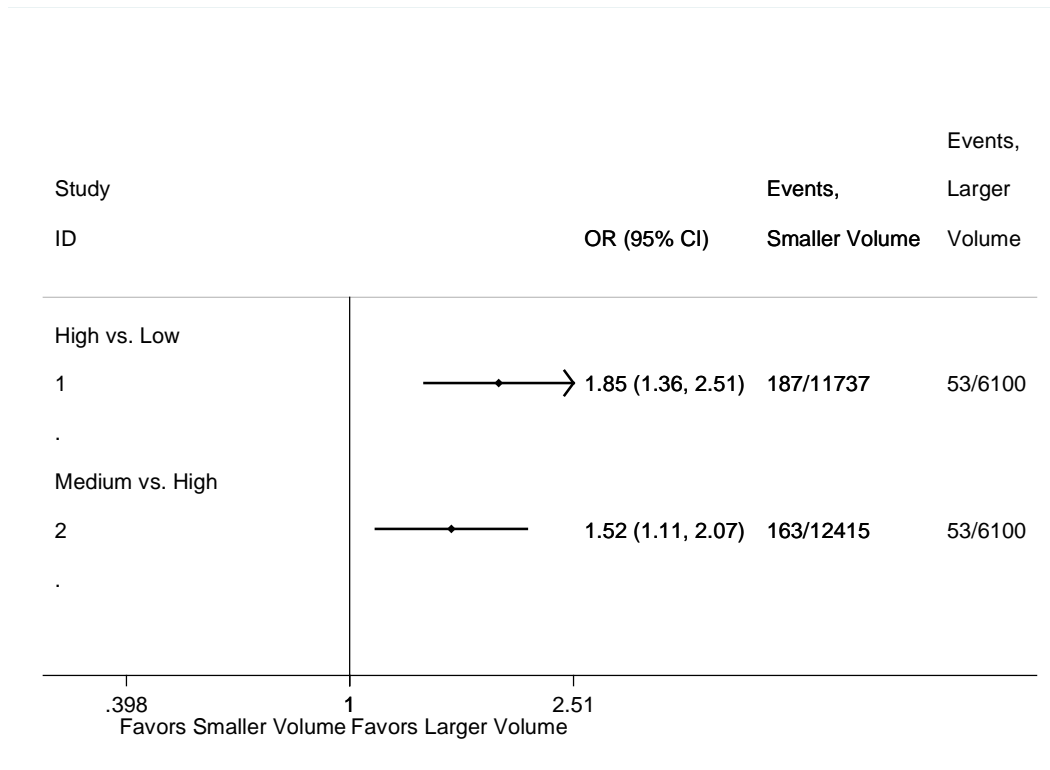 Events,
Study Events, Larger
ID OR (95% CI) Smaller Volume Volume
High vs. Low
1 1.85 (1.36, 2.51) 187/11737 53/6100
.
Medium vs. High
2 1.52 (1.11, 2.07) 163/12415 53/6100
.
.398 1 2.51
Favors Smaller Volume Favors Larger Volume